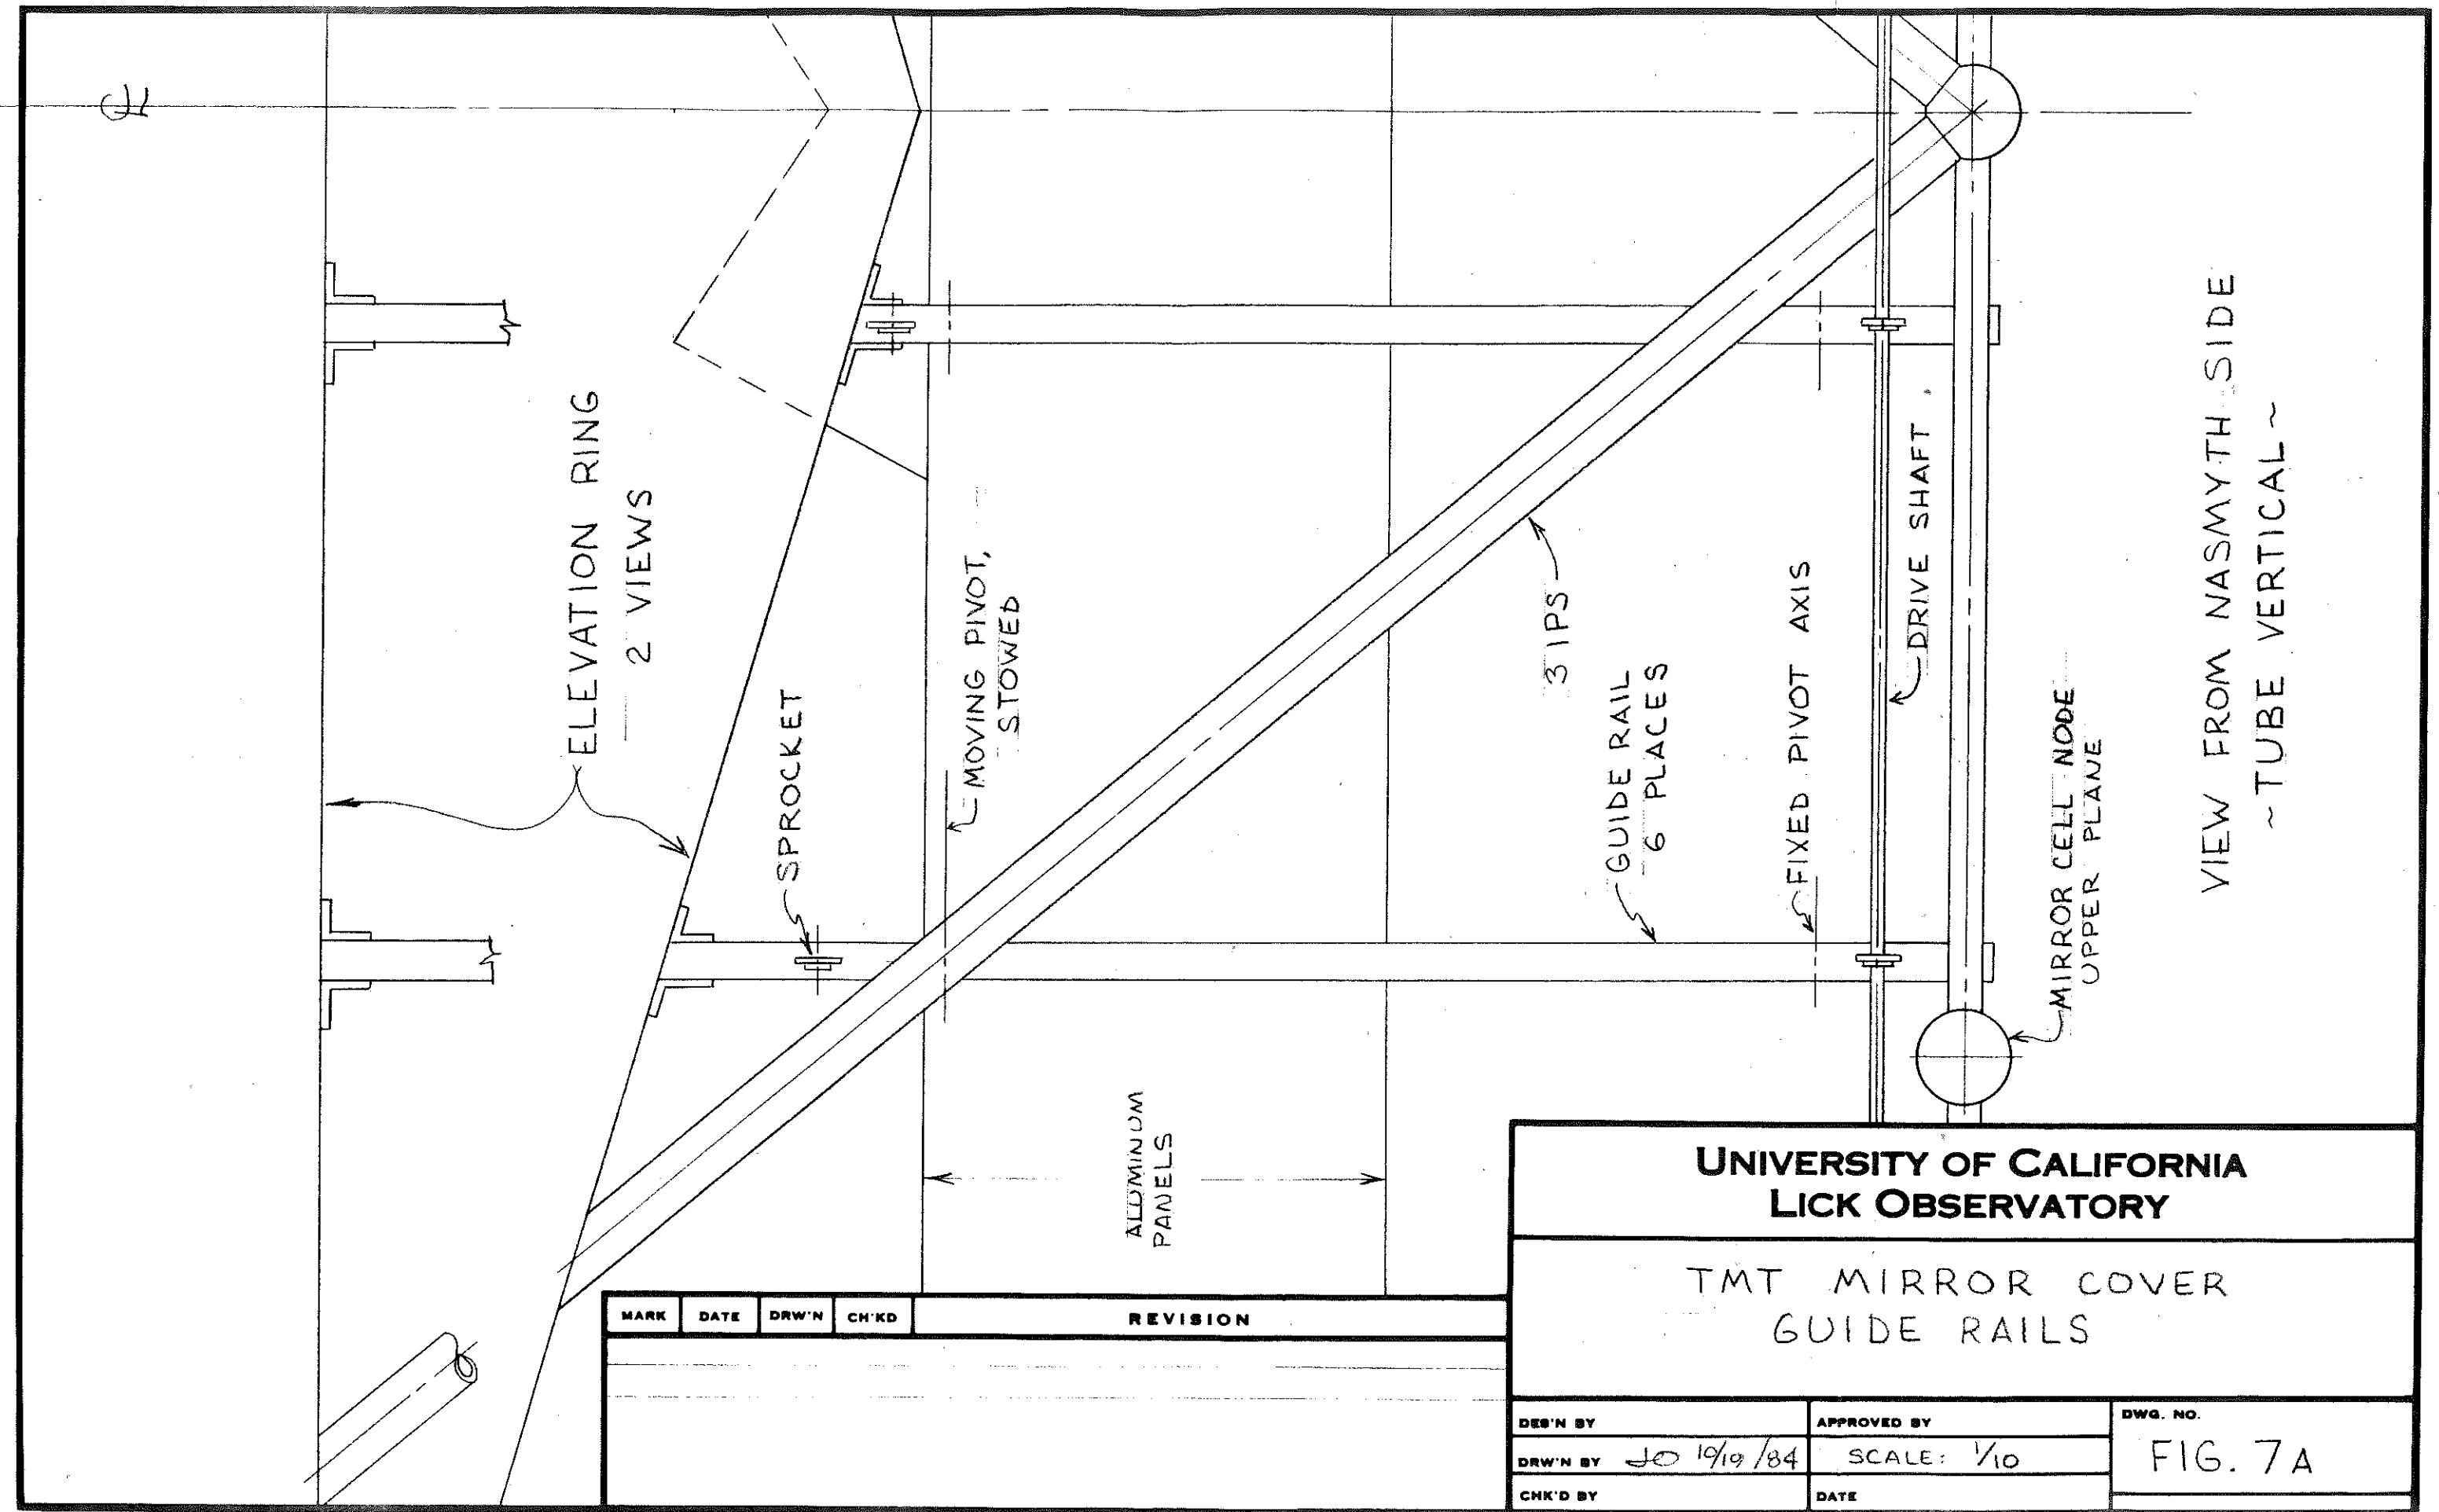 ℄
ELEVATION RING
2 VIEWS
SPROCKET
MOVING PIVOT,
STOWED
3 IPS
GUIDE RAIL
6 PLACES
FIXED PIVOT AXIS
DRIVE SHAFT
MIRROR CELL NODE
UPPER PLANE
VIEW FROM NASMYTH SIDE
~ TUBE VERTICAL ~
ALUMINUM
PANELS
UNIVERSITY OF CALIFORNIA
LICK OBSERVATORY
TMT MIRROR COVER
GUIDE RAILS
MARK DATE DRW'N CH'KD REVISION
DES'N BY
APPROVED BY
DWG. NO.
DRW'N BY JO 10/19/84
SCALE: 1/10
FIG. 7A
CHK'D BY
DATE